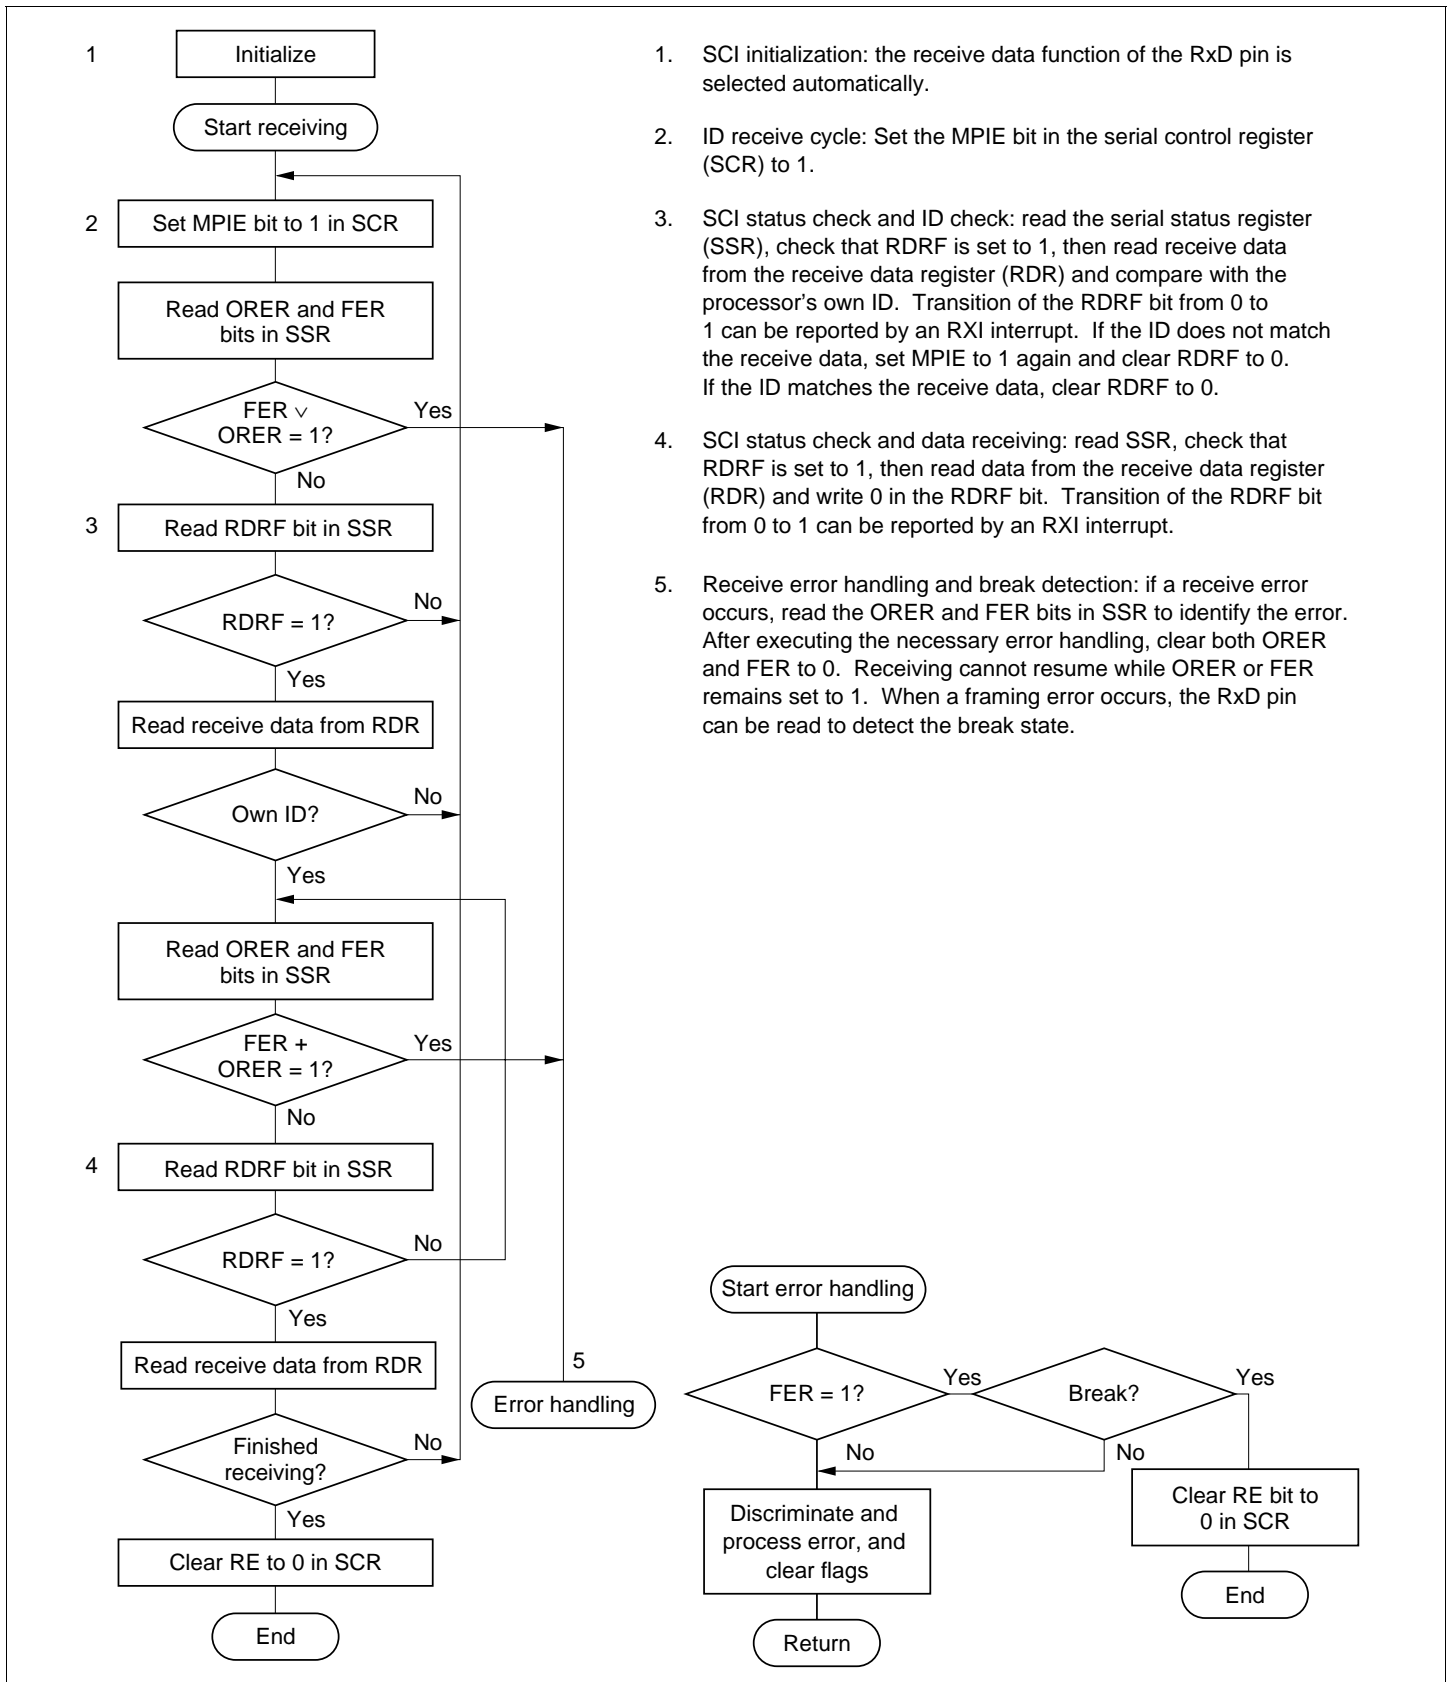 1
Initialize
Start receiving
2
Set MPIE bit to 1 in SCR
Read ORER and FER
bits in SSR
FER ∨
ORER = 1?
Yes
No
3
Read RDRF bit in SSR
RDRF = 1?
No
Yes
Read receive data from RDR
Own ID?
No
Yes
Read ORER and FER
bits in SSR
FER +
ORER = 1?
Yes
No
4
Read RDRF bit in SSR
RDRF = 1?
No
Yes
Read receive data from RDR
Finished
receiving?
No
Yes
Clear RE to 0 in SCR
End
5
Error handling
1. SCI initialization: the receive data function of the RxD pin is
selected automatically.
2. ID receive cycle: Set the MPIE bit in the serial control register
(SCR) to 1.
3. SCI status check and ID check: read the serial status register
(SSR), check that RDRF is set to 1, then read receive data
from the receive data register (RDR) and compare with the
processor's own ID. Transition of the RDRF bit from 0 to
1 can be reported by an RXI interrupt. If the ID does not match
the receive data, set MPIE to 1 again and clear RDRF to 0.
If the ID matches the receive data, clear RDRF to 0.
4. SCI status check and data receiving: read SSR, check that
RDRF is set to 1, then read data from the receive data register
(RDR) and write 0 in the RDRF bit. Transition of the RDRF bit
from 0 to 1 can be reported by an RXI interrupt.
5. Receive error handling and break detection: if a receive error
occurs, read the ORER and FER bits in SSR to identify the error.
After executing the necessary error handling, clear both ORER
and FER to 0. Receiving cannot resume while ORER or FER
remains set to 1. When a framing error occurs, the RxD pin
can be read to detect the break state.
Start error handling
FER = 1?
Yes
No
Break?
Yes
No
Discriminate and
process error, and
clear flags
Return
Clear RE bit to
0 in SCR
End